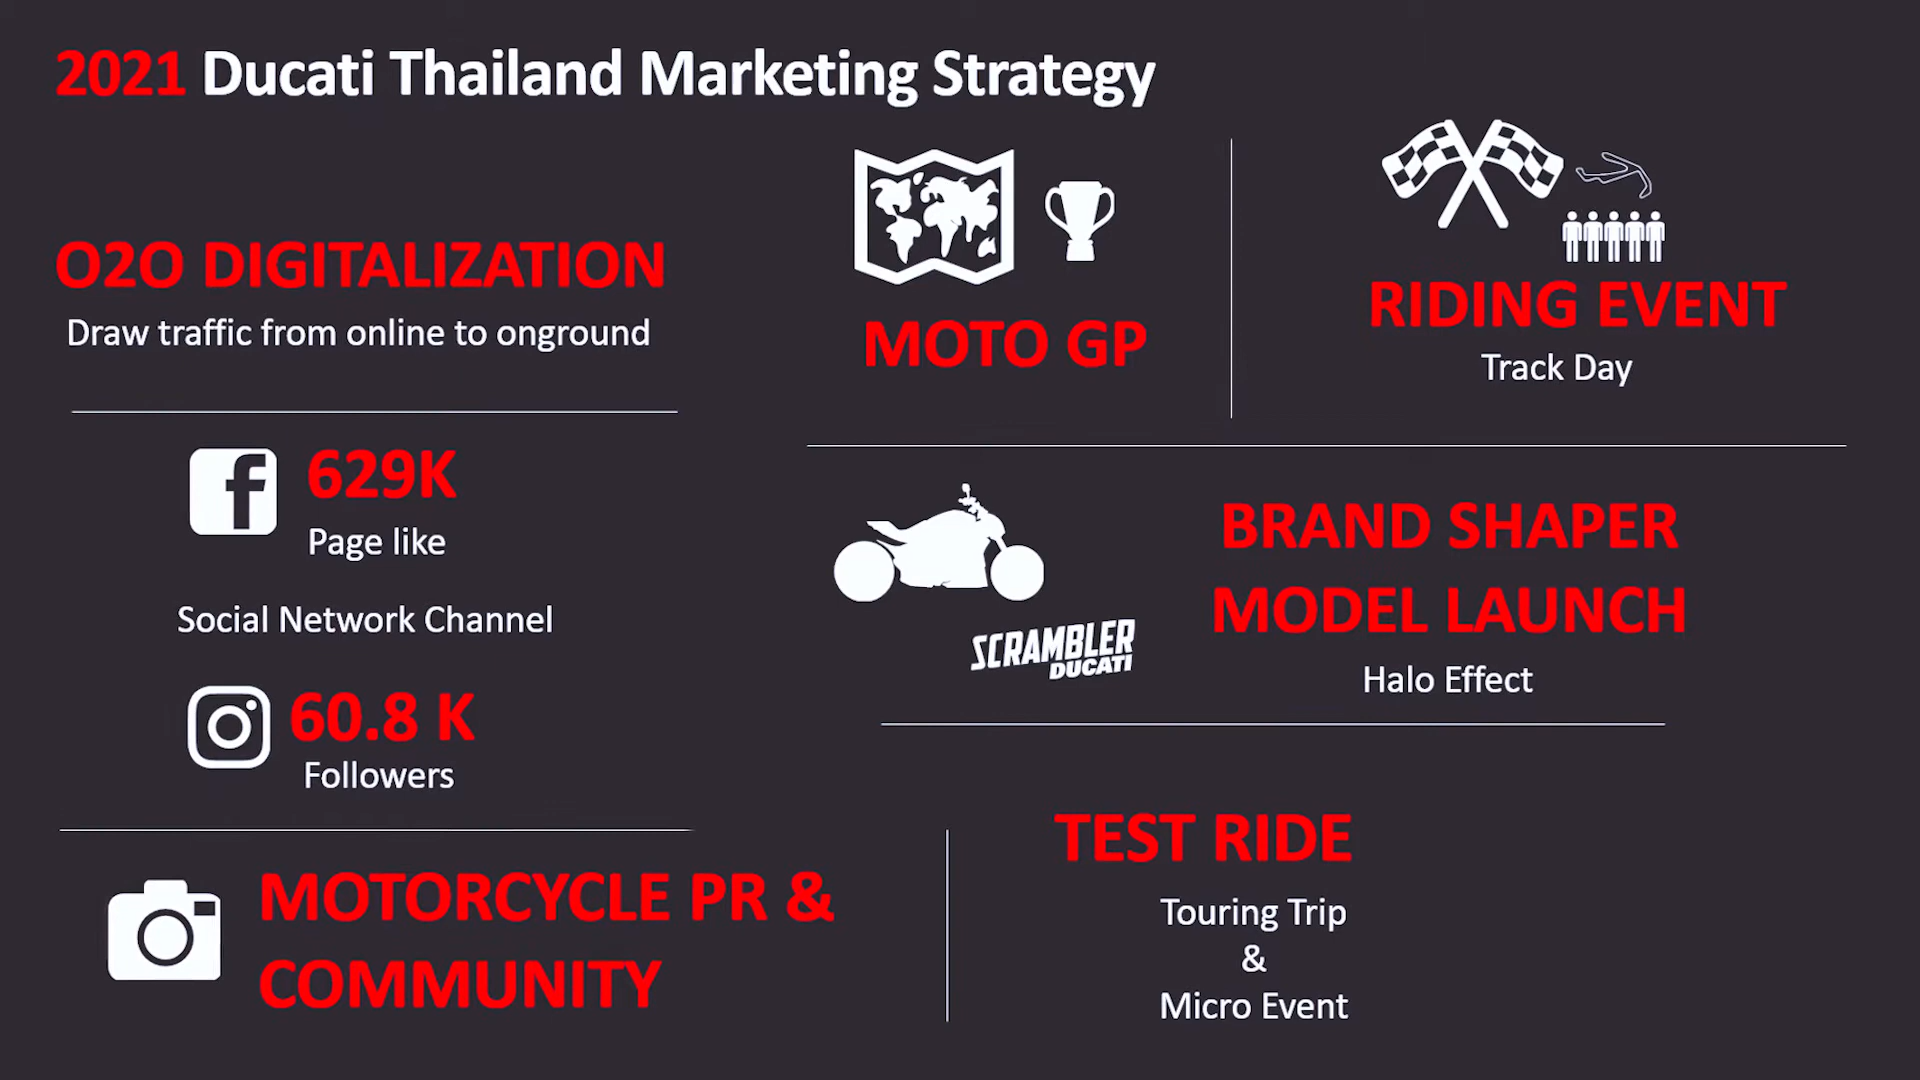 2021 Ducati Thailand Marketing Strategy
O2O DIGITALIZATION
Draw traffic from online to onground
f 629K
Page like
Social Network Channel
60.8 K
Followers
MOTORCYCLE PR &
COMMUNITY
MOTO GP
RIDING EVENT
Track Day
BRAND SHAPER
MODEL LAUNCH
Halo Effect
SCRAMBLER
DUCATI
TEST RIDE
Touring Trip
&
Micro Event